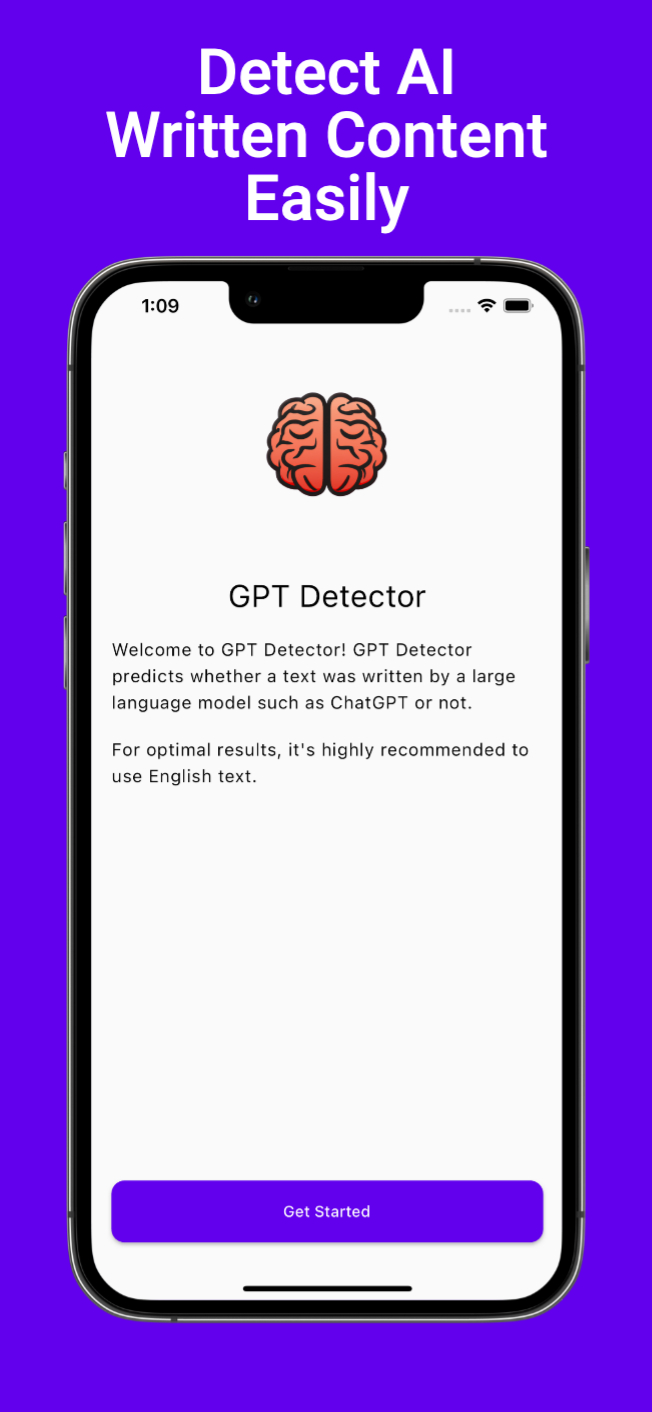 Detect AI
Written Content
Easily
1:09
GPT Detector
Welcome to GPT Detector! GPT Detector
predicts whether a text was written by a large
language model such as ChatGPT or not.
For optimal results, it's highly recommended to
use English text.
Get Started